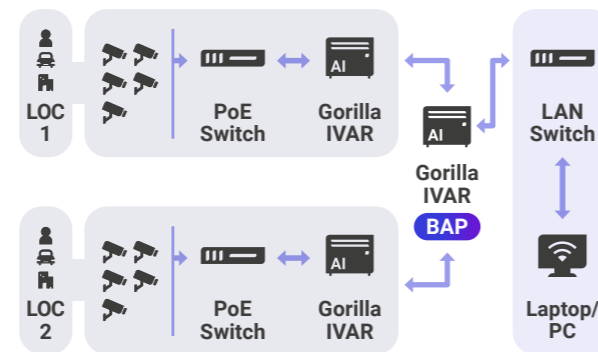 LOC
1
PoE
Switch
AI
Gorilla
IVAR
AI
Gorilla
IVAR
BAP
LAN
Switch
LOC
2
PoE
Switch
AI
Gorilla
IVAR
Laptop/
PC